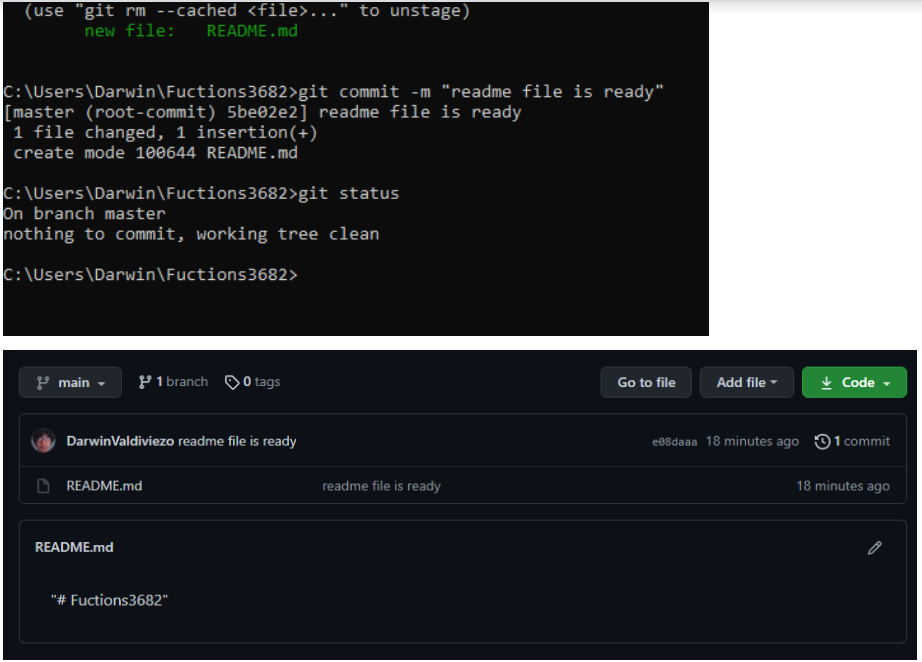 (use "git rm --cached <file>..." to unstage)
new file: README.md
C:\Users\Darwin\Fuctions3682>git commit -m "readme file is ready"
[master (root-commit) 5be02e2] readme file is ready
1 file changed, 1 insertion(+)
create mode 100644 README.md
C:\Users\Darwin\Fuctions3682>git status
On branch master
nothing to commit, working tree clean
C:\Users\Darwin\Fuctions3682>
main 1 branch 0 tags Go to file Add file Code
DarwinValdiviezo readme file is ready e08daaa 18 minutes ago 1 commit
README.md readme file is ready 18 minutes ago
README.md
"# Fuctions3682"